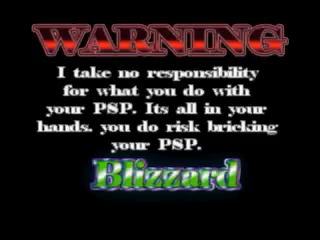 WARNING
I take no responsibility
for what you do with
your PSP. Its all in your
hands. you do risk bricking
your PSP.
Blizzard